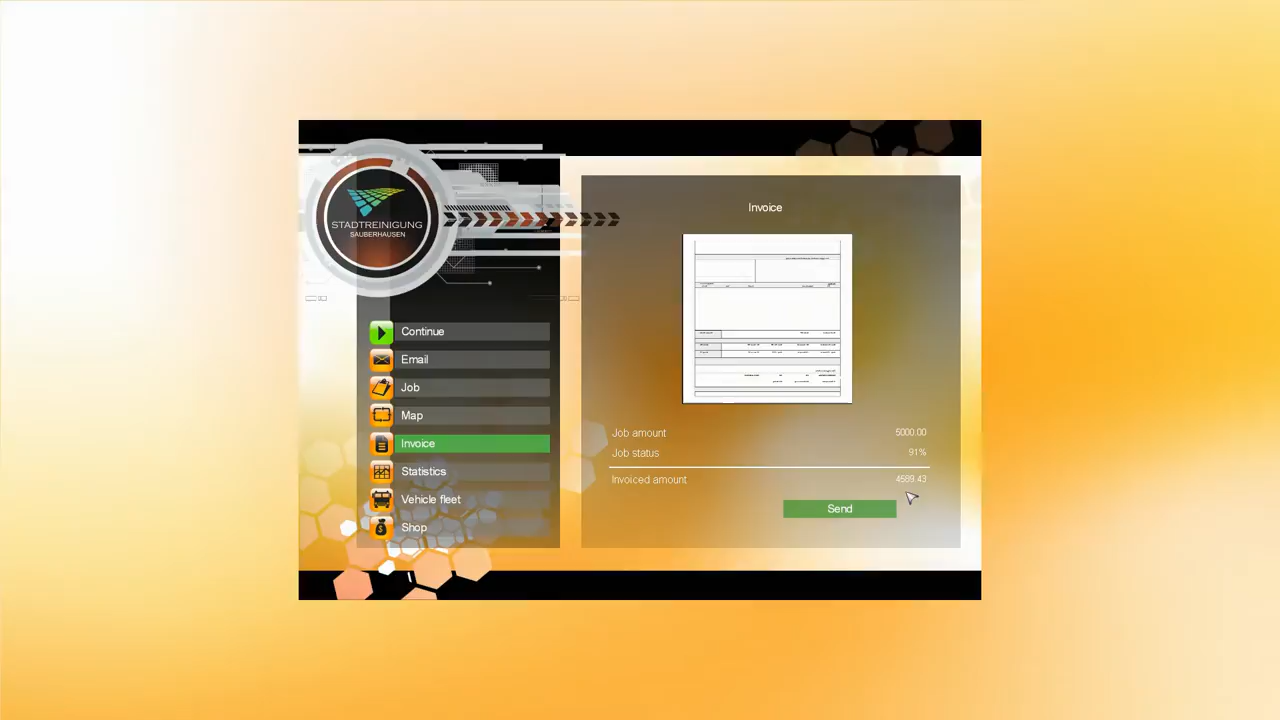 STADTREINIGUNG
SAUBERHAUSEN
Continue
Email
Job
Map
Invoice
Statistics
Vehicle fleet
Shop
Invoice
Job amount 5000.00
Job status 91%
Invoiced amount 4589.43
Send